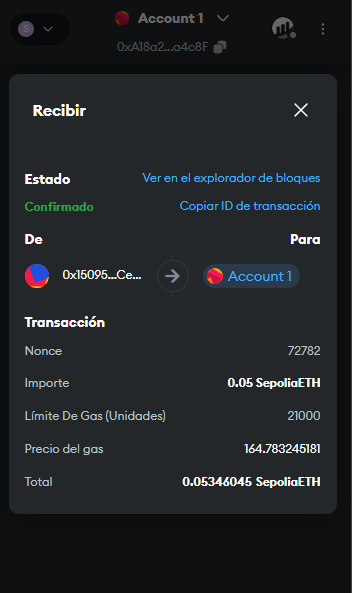 S
Account 1
0xA18a2...a4c8F
Recibir
Estado
Ver en el explorador de bloques
Confirmado
Copiar ID de transacción
De
Para
0x15095...Ce...
Account 1
Transacción
Nonce
72782
Importe
0.05 SepoliaETH
Límite De Gas (Unidades)
21000
Precio del gas
164.783245181
Total
0.05346045 SepoliaETH